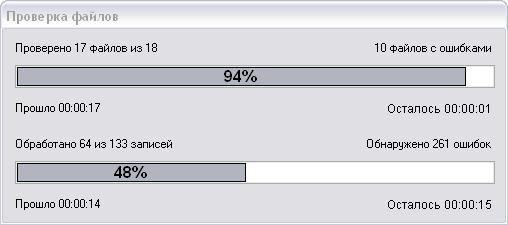 Проверка файлов
Проверено 17 файлов из 18 10 файлов с ошибками
94%
Прошло 00:00:17 Осталось 00:00:01
Обработано 64 из 133 записей Обнаружено 261 ошибок
48%
Прошло 00:00:14 Осталось 00:00:15